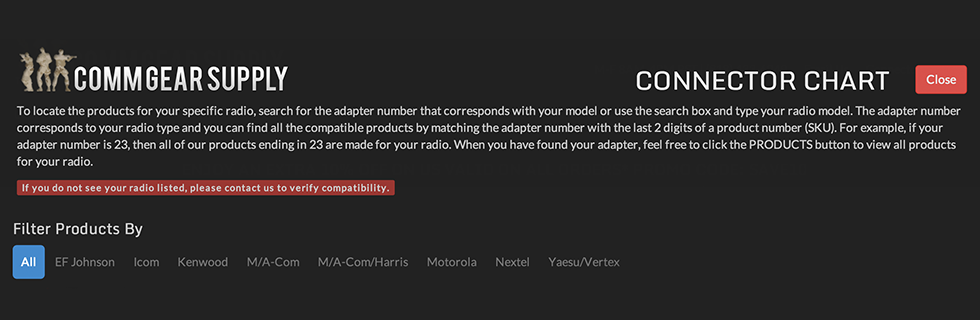 COMM GEAR SUPPLY
CONNECTOR CHART
Close
To locate the products for your specific radio, search for the adapter number that corresponds with your model or use the search box and type your radio model. The adapter number
corresponds to your radio type and you can find all the compatible products by matching the adapter number with the last 2 digits of a product number (SKU). For example, if your
adapter number is 23, then all of our products ending in 23 are made for your radio. When you have found your adapter, feel free to click the PRODUCTS button to view all products
for your radio.
If you do not see your radio listed, please contact us to verify compatibility.
Filter Products By
All EF Johnson Icom Kenwood M/A-Com M/A-Com/Harris Motorola Nextel Yaesu/Vertex